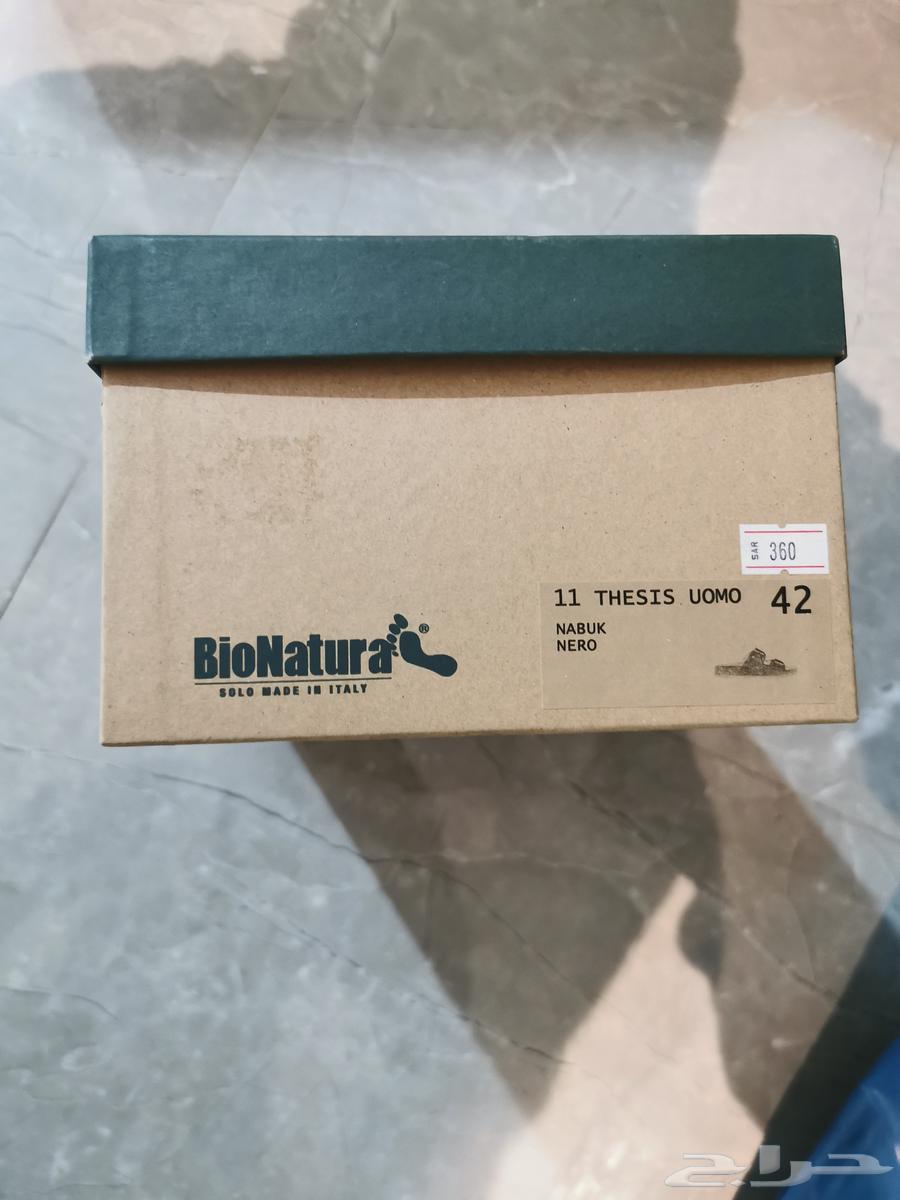 SAR 360
11 THESIS UOMO 42
NABUK
NERO
BioNatura®
SOLO MADE IN ITALY
حراج